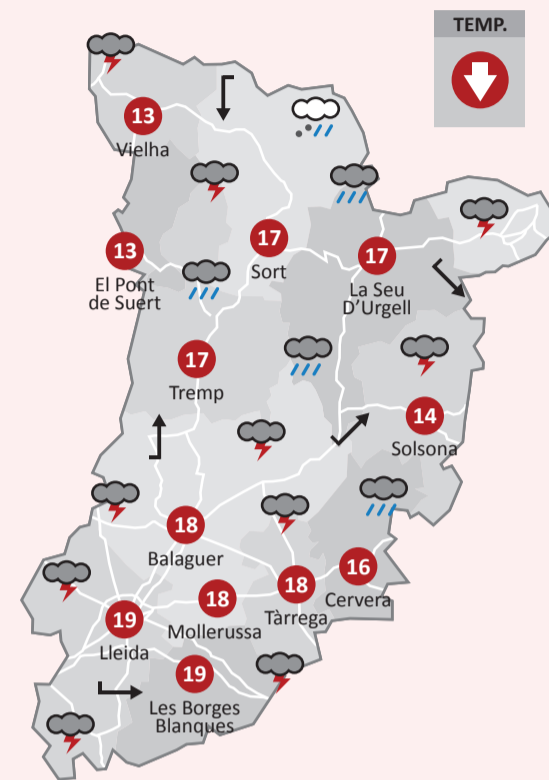 TEMP.
13
Vielha
13
El Pont
de Suert
17
Sort
17
La Seu
D'Urgell
17
Tremp
14
Solsona
18
Balaguer
16
Cervera
18
Tàrrega
18
Mollerussa
19
Lleida
19
Les Borges
Blanques